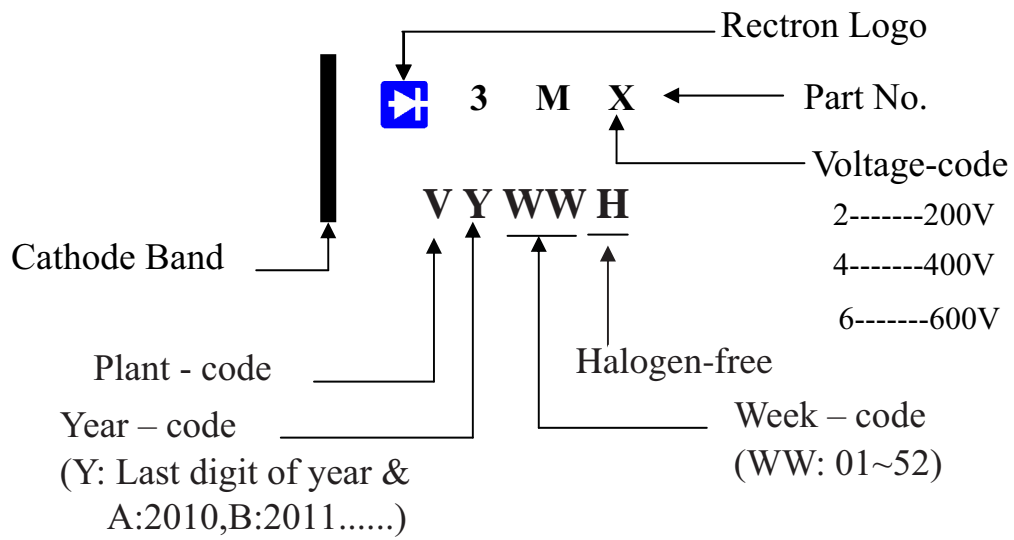 Rectron Logo
3 M X
Part No.
Voltage-code
2-------200V
4-------400V
6-------600V
V Y WW H
Cathode Band
Plant - code
Halogen-free
Year – code
(Y: Last digit of year &
A:2010,B:2011......)
Week – code
(WW: 01~52)